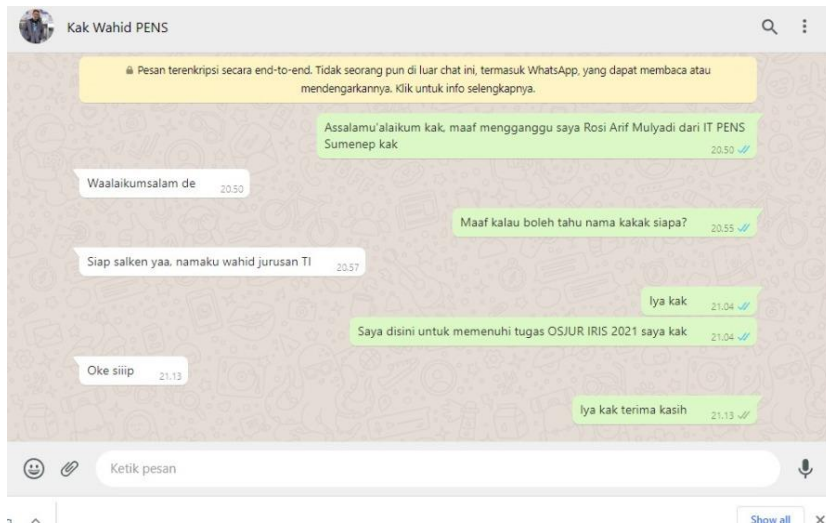 Kak Wahid PENS
Pesan terenkripsi secara end-to-end. Tidak seorang pun di luar chat ini, termasuk WhatsApp, yang dapat membaca atau
mendengarkannya. Klik untuk info selengkapnya.
Assalamu'alaikum kak, maaf mengganggu saya Rosi Arif Mulyadi dari IT PENS
Sumenep kak
20.50
Waalaikumsalam de
20.50
Maaf kalau boleh tahu nama kakak siapa?
20.55
Siap salken yaa, namaku wahid jurusan TI
20.57
Iya kak
21.04
Saya disini untuk memenuhi tugas OSJUR IRIS 2021 saya kak
21.04
Oke siiip
21.13
Iya kak terima kasih
21.13
Ketik pesan
Show all